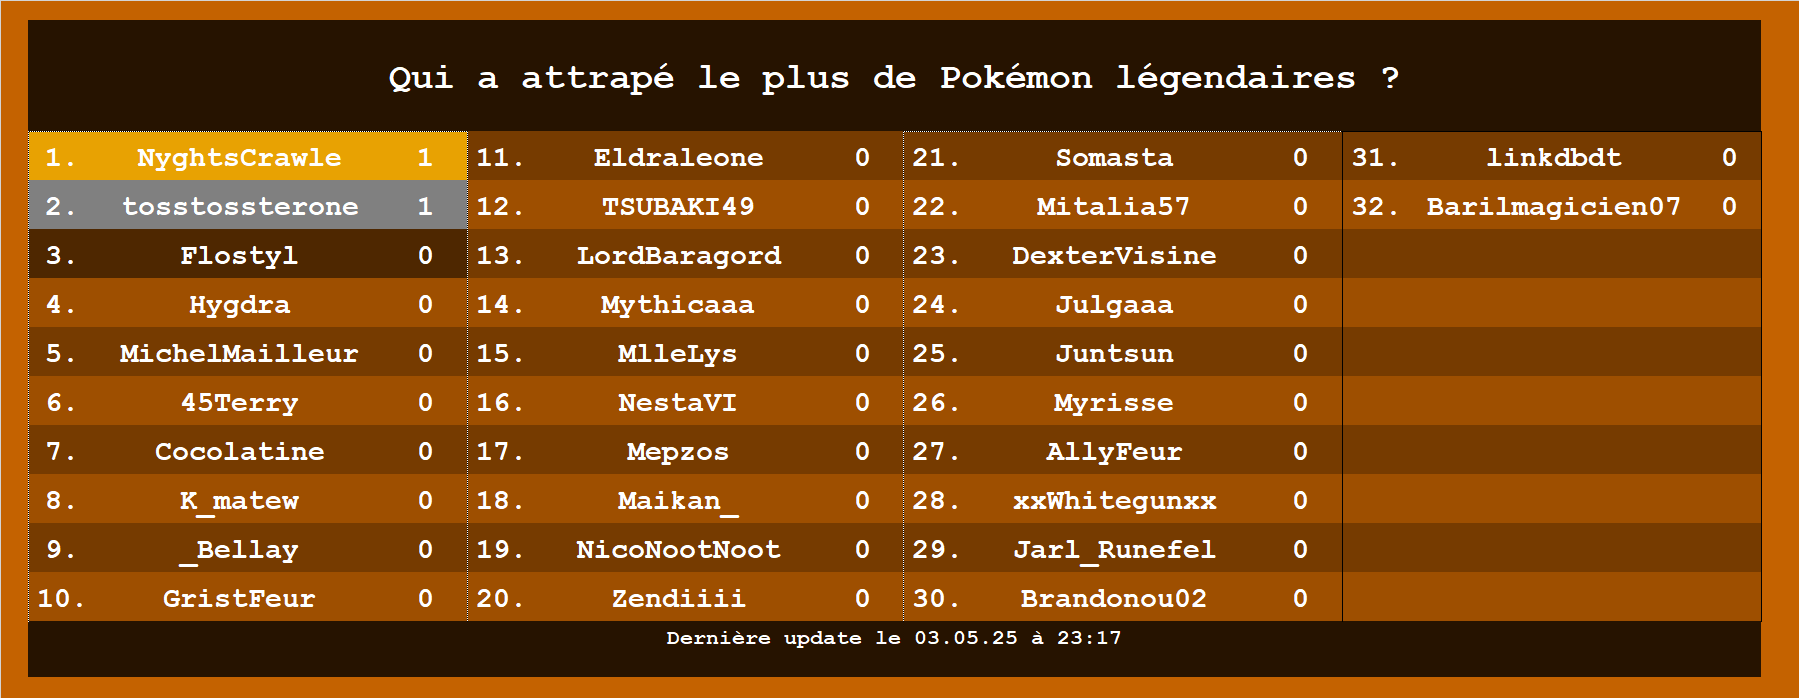 Qui a attrapé le plus de Pokémon légendaires ?
1. NyghtsCrawle 1
2. tosstossterone 1
3. Flostyl 0
4. Hygdra 0
5. MichelMailleur 0
6. 45Terry 0
7. Cocolatine 0
8. K_matew 0
9. _Bellay 0
10. GristFeur 0
11. Eldraleone 0
12. TSUBAKI49 0
13. LordBaragord 0
14. Mythicaaa 0
15. MlleLys 0
16. NestaVI 0
17. Mepzos 0
18. Maikan_ 0
19. NicoNootNoot 0
20. Zendiiii 0
21. Somasta 0
22. Mitalia57 0
23. DexterVisine 0
24. Julgaaa 0
25. Juntsun 0
26. Myrisse 0
27. AllyFeur 0
28. xxWhitegunxx 0
29. Jarl_Runefel 0
30. Brandonou02 0
31. linkdbdt 0
32. Barilmagicien07 0
Dernière update le 03.05.25 à 23:17